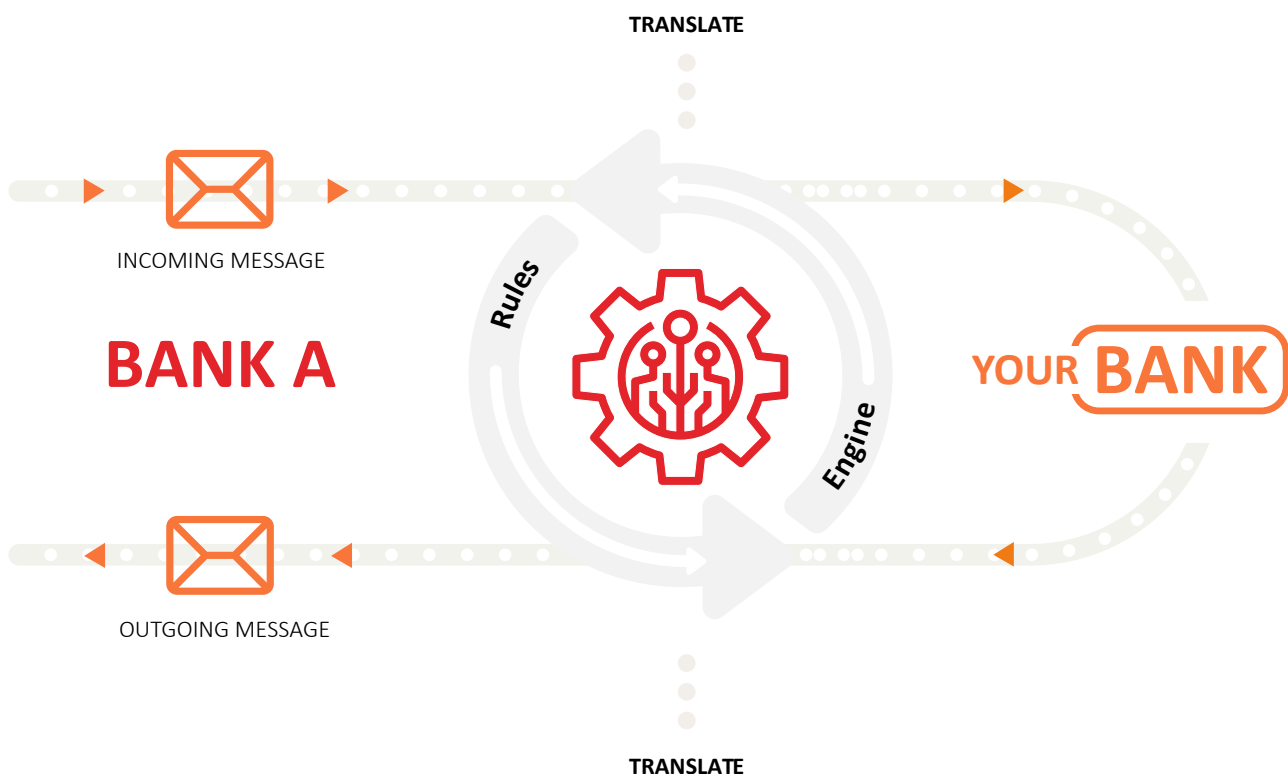 TRANSLATE
INCOMING MESSAGE
Rules
BANK A
YOUR BANK
Engine
OUTGOING MESSAGE
TRANSLATE